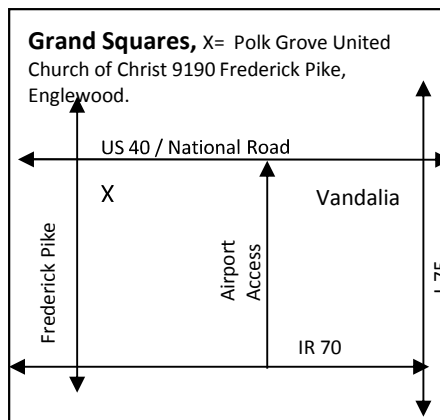 Grand Squares, X= Polk Grove United
Church of Christ 9190 Frederick Pike,
Englewood.
US 40 / National Road
X
Vandalia
Frederick Pike
Airport
Access
I 75
IR 70